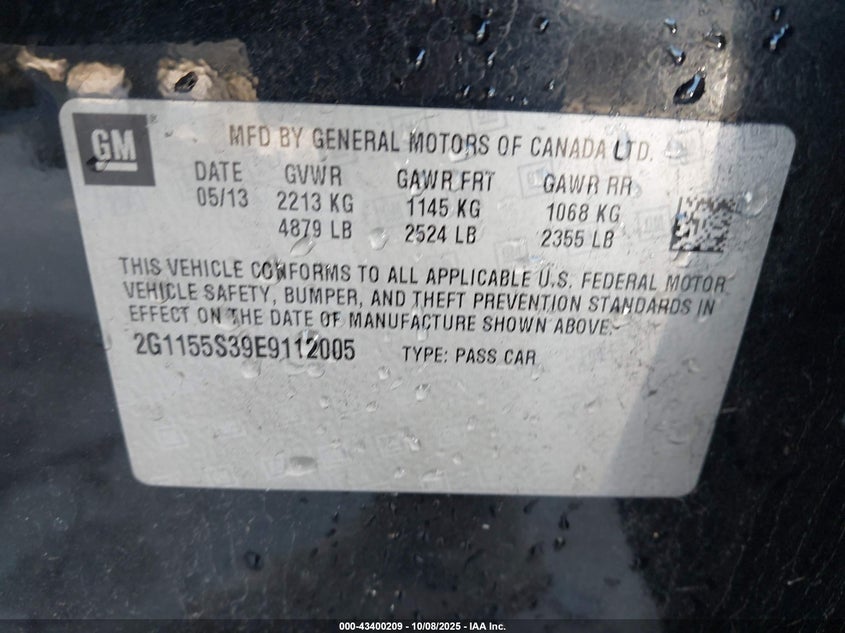 GM ®
MFD BY GENERAL MOTORS OF CANADA LTD.
DATE GVWR GAWR FRT GAWR RR
05/13 2213 KG 1145 KG 1068 KG
4879 LB 2524 LB 2355 LB
THIS VEHICLE CONFORMS TO ALL APPLICABLE U.S. FEDERAL MOTOR
VEHICLE SAFETY, BUMPER, AND THEFT PREVENTION STANDARDS IN
EFFECT ON THE DATE OF MANUFACTURE SHOWN ABOVE.
2G1155S39E9112005 TYPE: PASS CAR
000-43400209 - 10/08/2025 - IAA Inc.